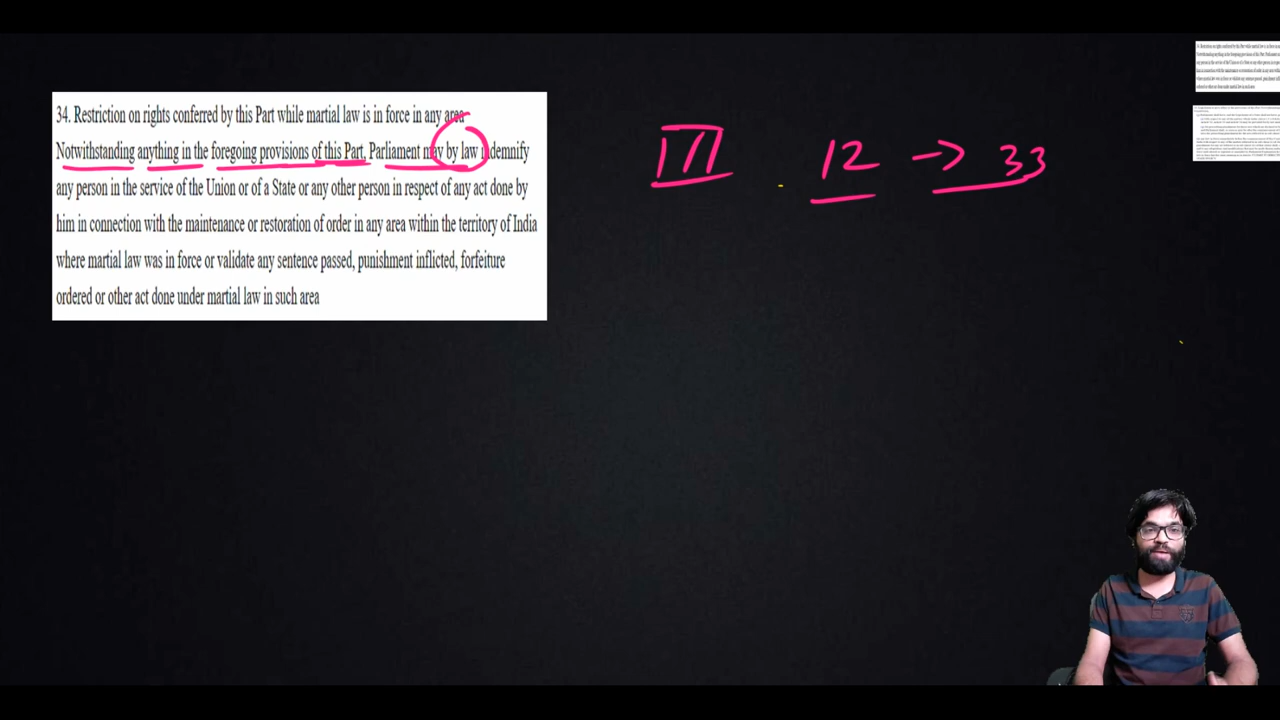 34. Restriction on rights conferred by this Part while martial law is in force in any area
Notwithstanding anything in the foregoing provisions of this Part, Parliament may by law indemnify
any person in the service of the Union or of a State or any other person in respect of any act done by
him in connection with the maintenance or restoration of order in any area within the territory of India
where martial law was in force or validate any sentence passed, punishment inflicted, forfeiture
ordered or other act done under martial law in such area
III 12 33